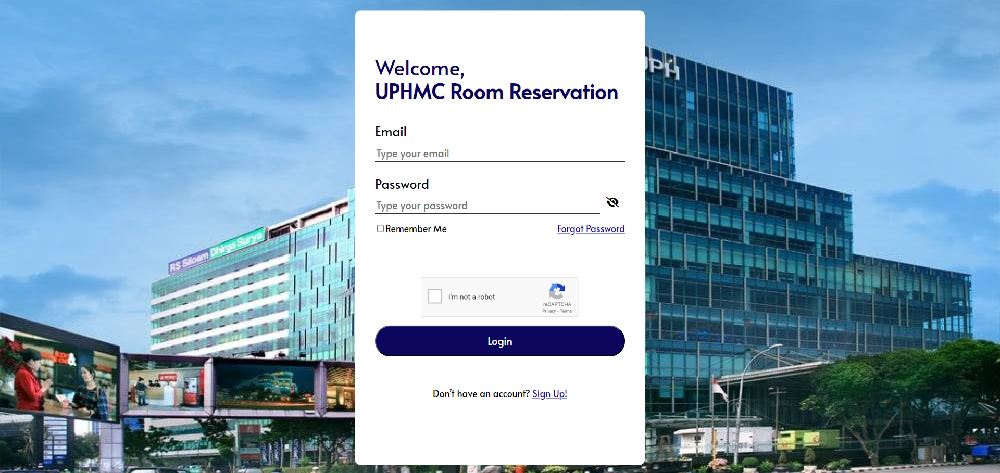 Welcome,
UPHMC Room Reservation
Email
Type your email
Password
Type your password
Remember Me
Forgot Password
I'm not a robot
reCAPTCHA
Privacy - Terms
Login
Don't have an account? Sign Up!
RS Siloam Dhirga Surya
UPH